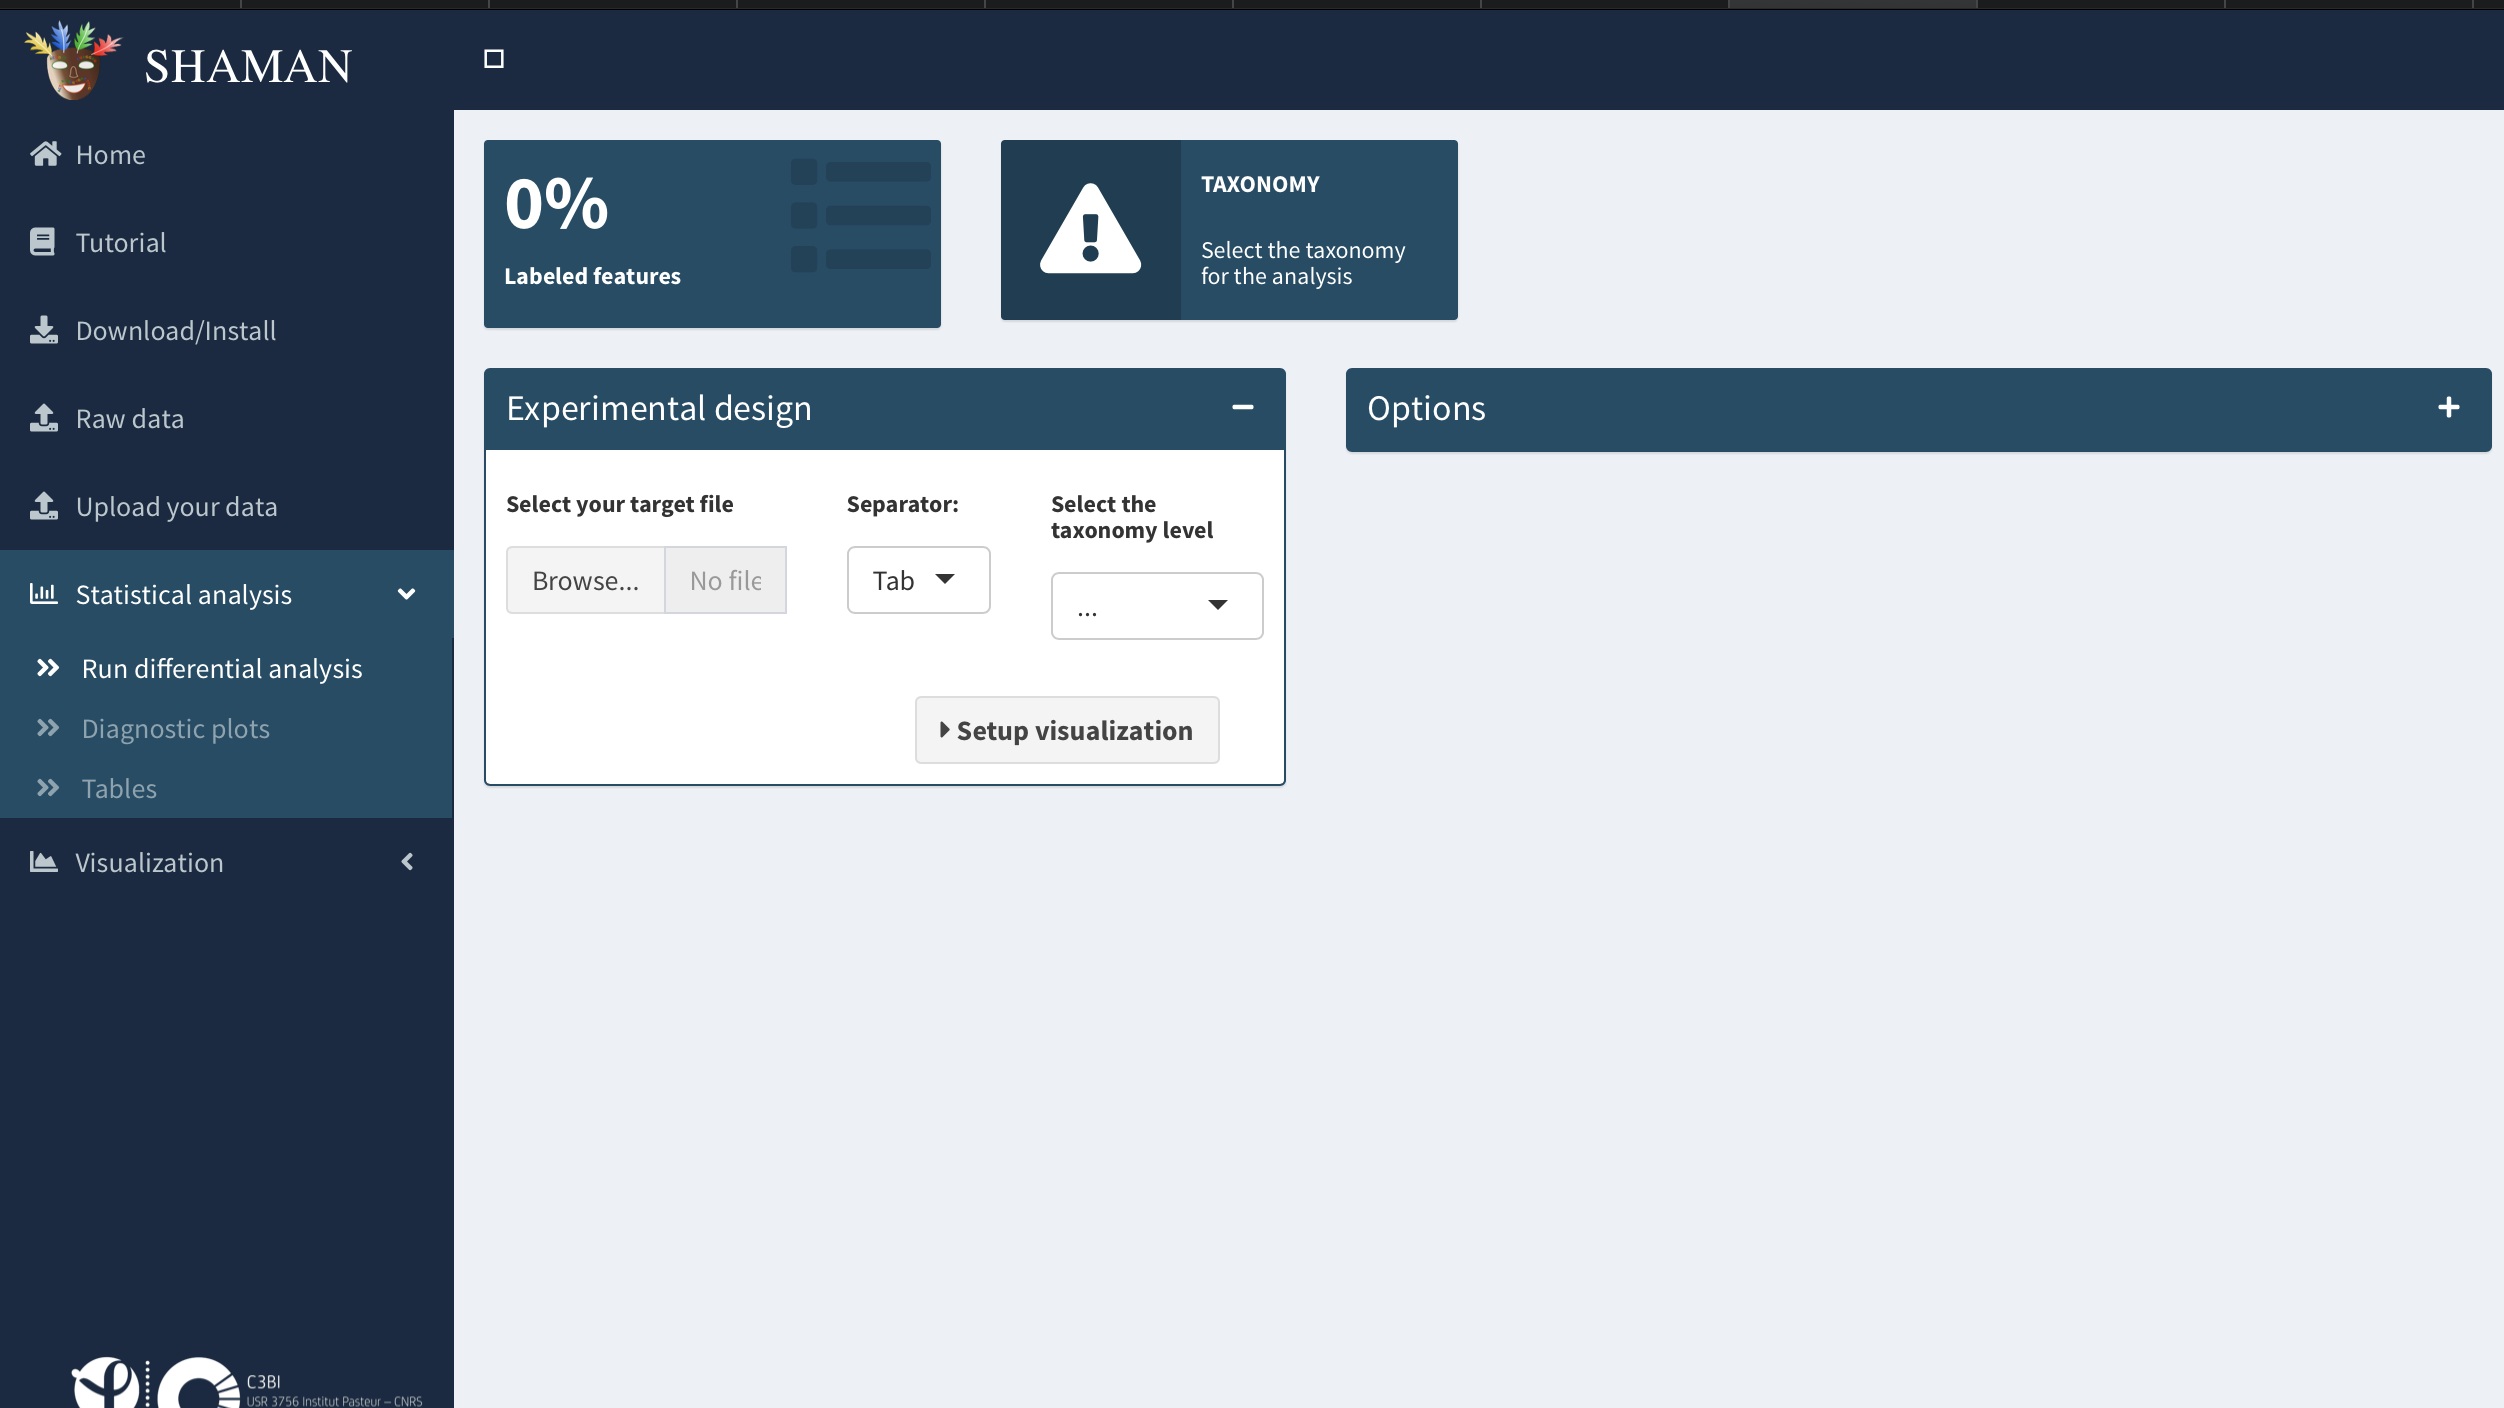 SHAMAN
Home
Tutorial
Download/Install
Raw data
Upload your data
Statistical analysis
Run differential analysis
Diagnostic plots
Tables
Visualization
C3BI
USR 3756 Institut Pasteur – CNRS
0%
Labeled features
TAXONOMY
Select the taxonomy
for the analysis
Experimental design
Select your target file
Browse...
No file
Separator:
Tab
Select the
taxonomy level
...
Setup visualization
Options